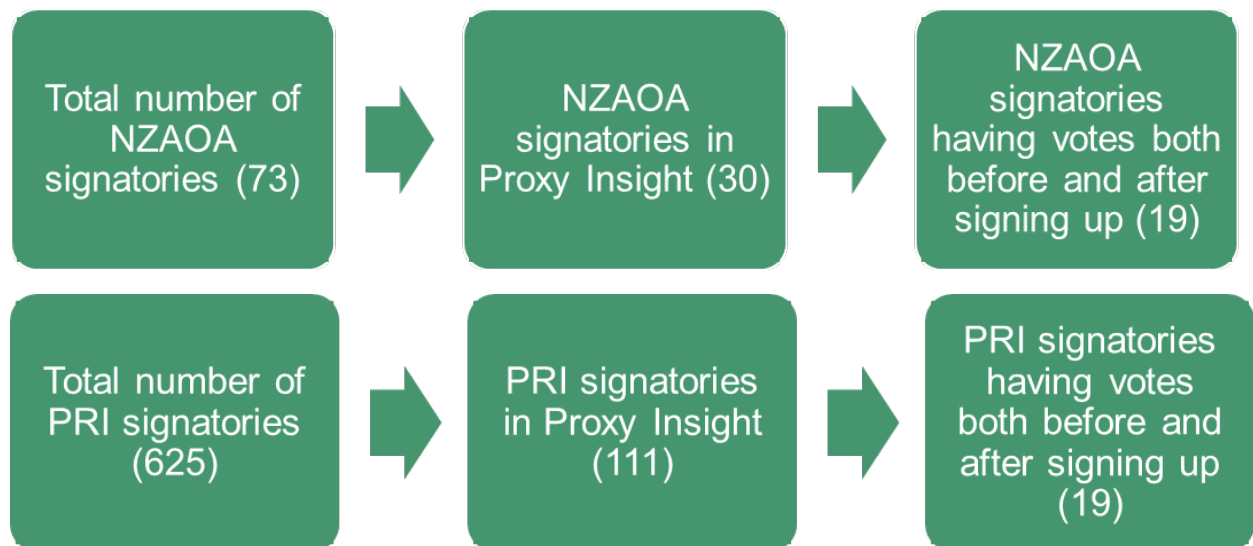 Total number of
NZAOA
signatories (73)
NZAOA
signatories in
Proxy Insight (30)
NZAOA
signatories
having votes both
before and after
signing up (19)
Total number of
PRI signatories
(625)
PRI signatories
in Proxy Insight
(111)
PRI signatories
having votes
both before and
after signing up
(19)